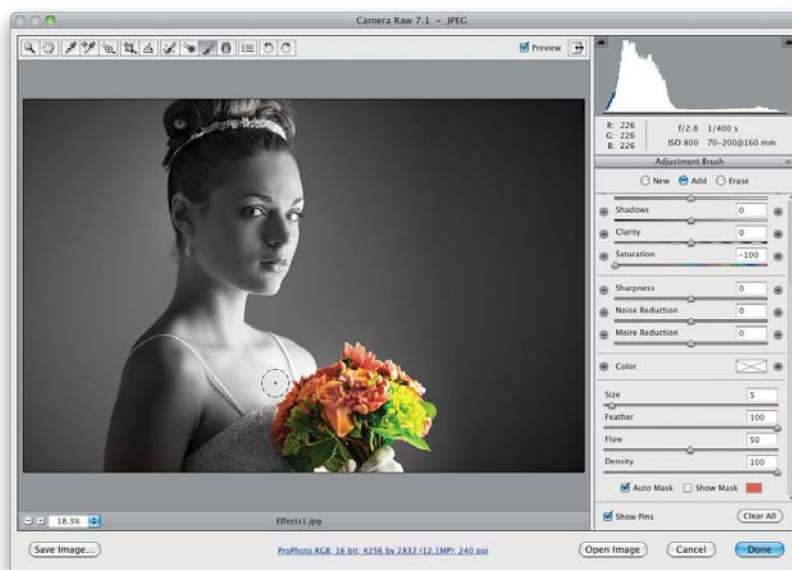 Camera Raw 7.1 – JPEG
Preview
R: 226
G: 226
B: 226
f/2.8 1/400 s
ISO 800 70-200@160 mm
Adjustment Brush
New Add Erase
Shadows 0
Clarity 0
Saturation -100
Sharpness 0
Noise Reduction 0
Moire Reduction 0
Color
Size 5
Feather 100
Flow 50
Density 100
Auto Mask Show Mask
Show Pins Clear All
18.3% Effects1.jpg
Save Image... ProPhoto RGB; 16 bit; 4256 by 2832 (12.1MP); 240 ppi Open Image Cancel Done